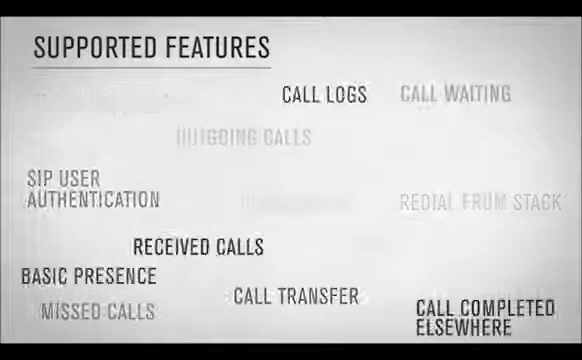 SUPPORTED FEATURES
CALL LOGS
CALL WAITING
OUTGOING CALLS
SIP USER
AUTHENTICATION
REDIAL FROM STACK
RECEIVED CALLS
BASIC PRESENCE
CALL TRANSFER
MISSED CALLS
CALL COMPLETED
ELSEWHERE